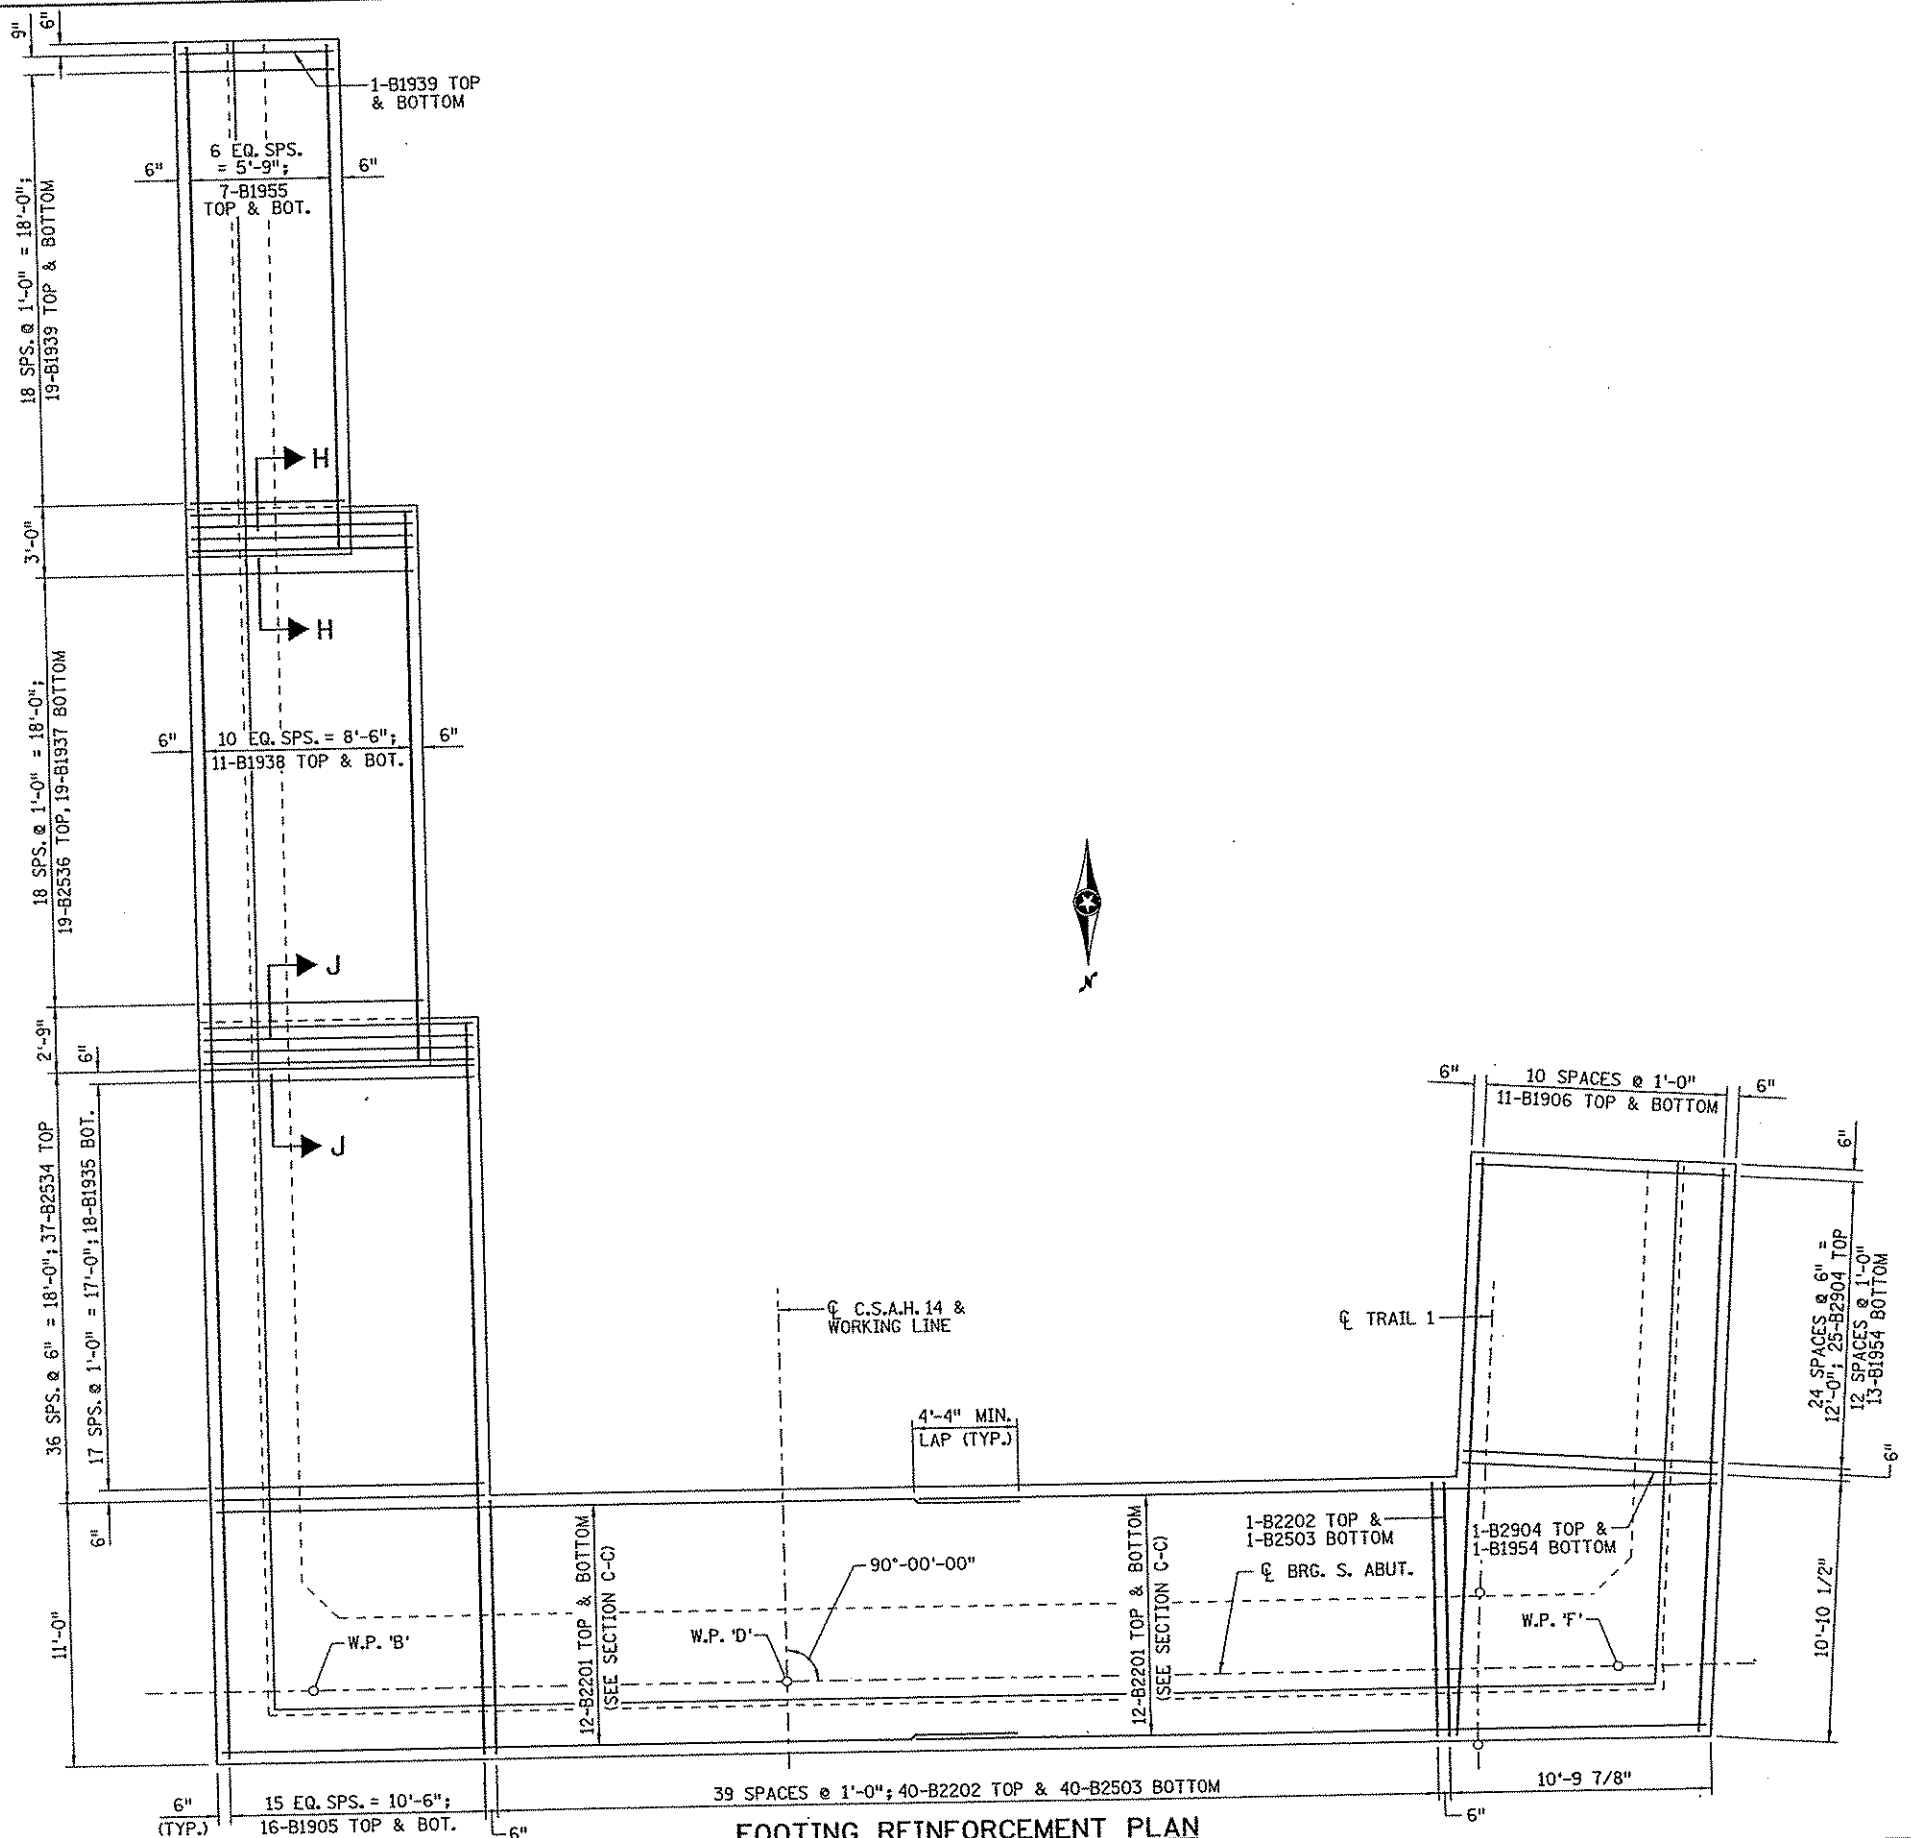 9"
6"
1-B1939 TOP
& BOTTOM
6 EQ. SPS.
= 5'-9";
7-B1955
TOP & BOT.
6"
6"
18 SPS. @ 1'-0" = 18'-0";
19-B1939 TOP & BOTTOM
H
3'-0"
H
18 SPS. @ 1'-0" = 18'-0";
19-B2536 TOP, 19-B1937 BOTTOM
6"
10 EQ. SPS. = 8'-6";
11-B1938 TOP & BOT.
6"
N
J
2'-9"
6"
J
36 SPS. @ 6" = 18'-0"; 37-B2534 TOP
17 SPS. @ 1'-0" = 17'-0"; 18-B1935 BOT.
6"
6"
10 SPACES @ 1'-0"
11-B1906 TOP & BOTTOM
6"
6"
24 SPACES @ 6" =
12'-0"; 25-B2904 TOP
12 SPACES @ 1'-0"
13-B1954 BOTTOM
6"
℄ C.S.A.H. 14 &
WORKING LINE
℄ TRAIL 1
4'-4" MIN.
LAP (TYP.)
11'-0"
12-B2201 TOP & BOTTOM
(SEE SECTION C-C)
90°-00'-00"
12-B2201 TOP & BOTTOM
(SEE SECTION C-C)
1-B2202 TOP &
1-B2503 BOTTOM
1-B2904 TOP &
1-B1954 BOTTOM
℄ BRG. S. ABUT.
W.P. 'B'
W.P. 'D'
W.P. 'F'
10'-10 1/2"
6"
(TYP.)
15 EQ. SPS. = 10'-6";
16-B1905 TOP & BOT.
6"
39 SPACES @ 1'-0"; 40-B2202 TOP & 40-B2503 BOTTOM
6"
10'-9 7/8"
FOOTING REINFORCEMENT PLAN